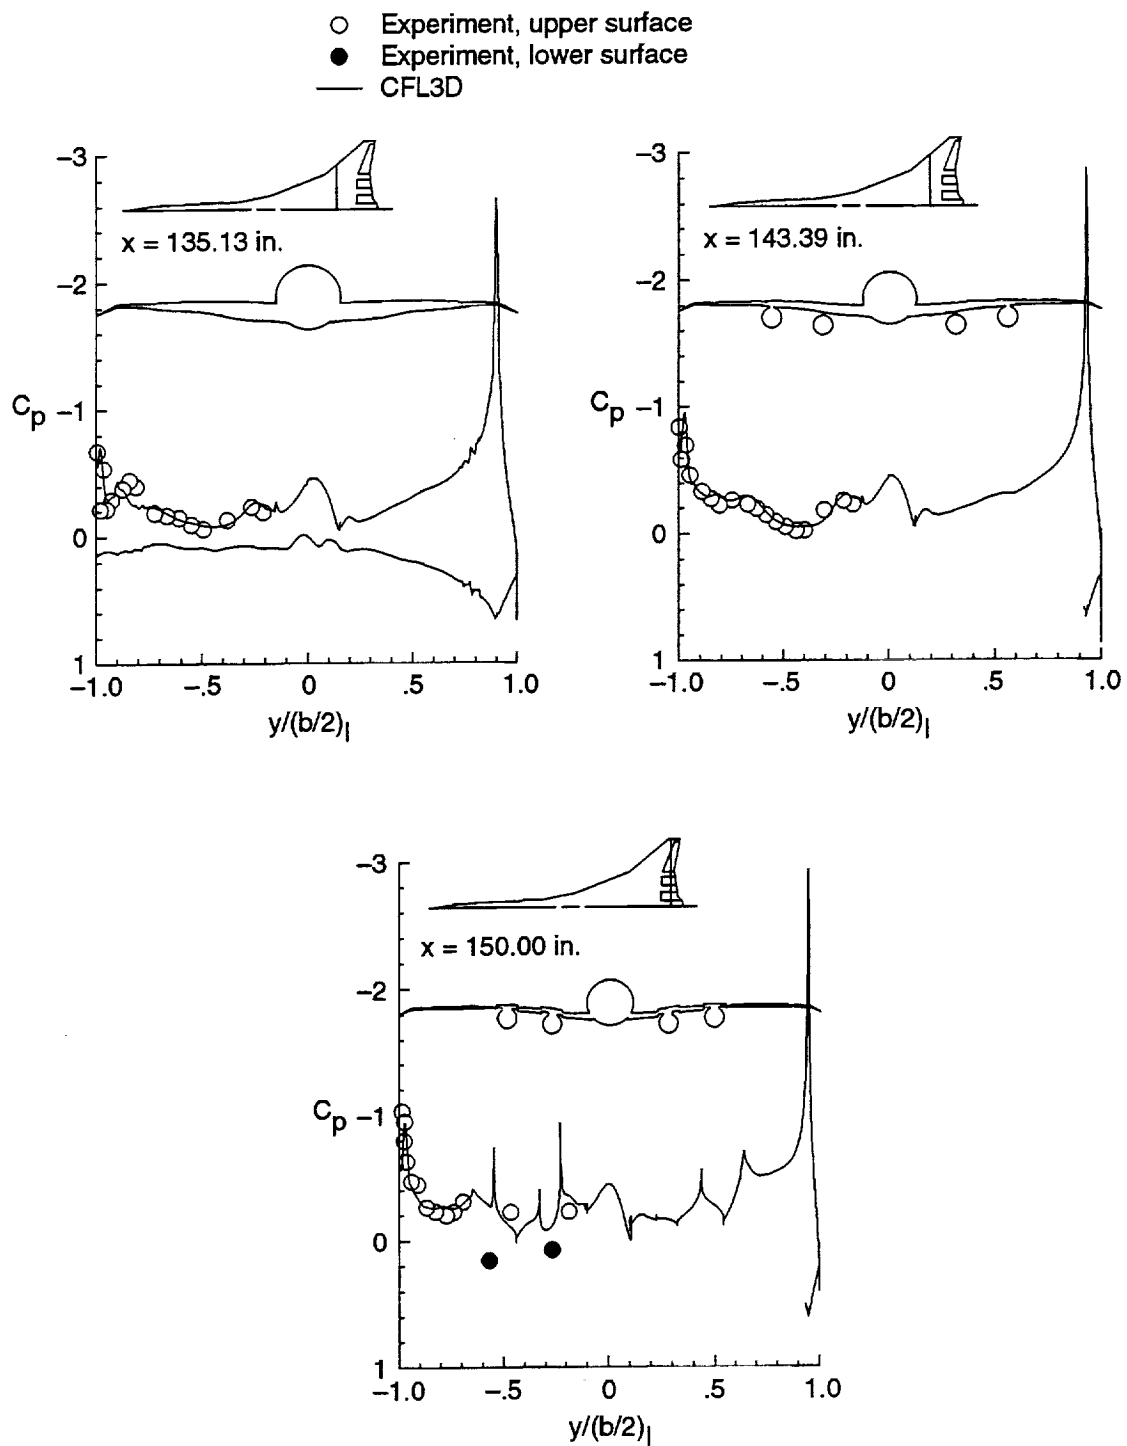 Experiment, upper surface
Experiment, lower surface
CFL3D
−3
x = 135.13 in.
−2
Cp −1
0
1
−1.0 −.5 0 .5 1.0
y/(b/2)l
−3
x = 143.39 in.
−2
Cp −1
0
1
−1.0 −.5 0 .5 1.0
y/(b/2)l
−3
x = 150.00 in.
−2
Cp −1
0
1
−1.0 −.5 0 .5 1.0
y/(b/2)l